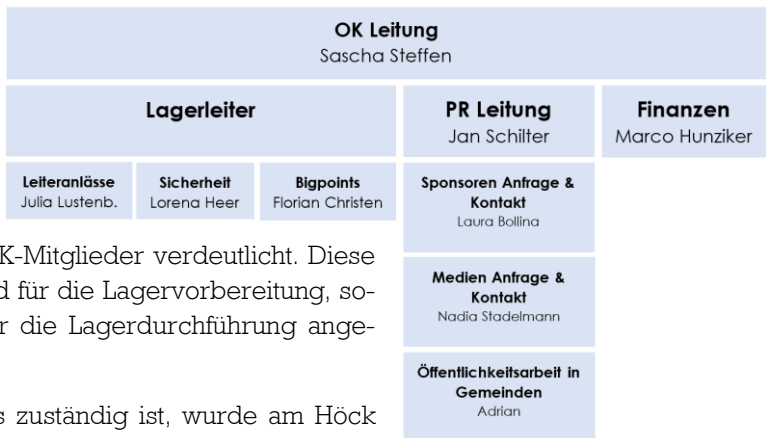 OK Leitung
Sascha Steffen
Lagerleiter
PR Leitung
Jan Schilter
Finanzen
Marco Hunziker
Leiteranlässe
Julia Lustenb.
Sicherheit
Lorena Heer
Bigpoints
Florian Christen
Sponsoren Anfrage &
Kontakt
Laura Bollina
Medien Anfrage &
Kontakt
Nadia Stadelmann
Öffentlichkeitsarbeit in
Gemeinden
Adrian
K-Mitglieder verdeutlicht. Diese
d für die Lagervorbereitung, so-
r die Lagerdurchführung ange-
s zuständig ist, wurde am Höck